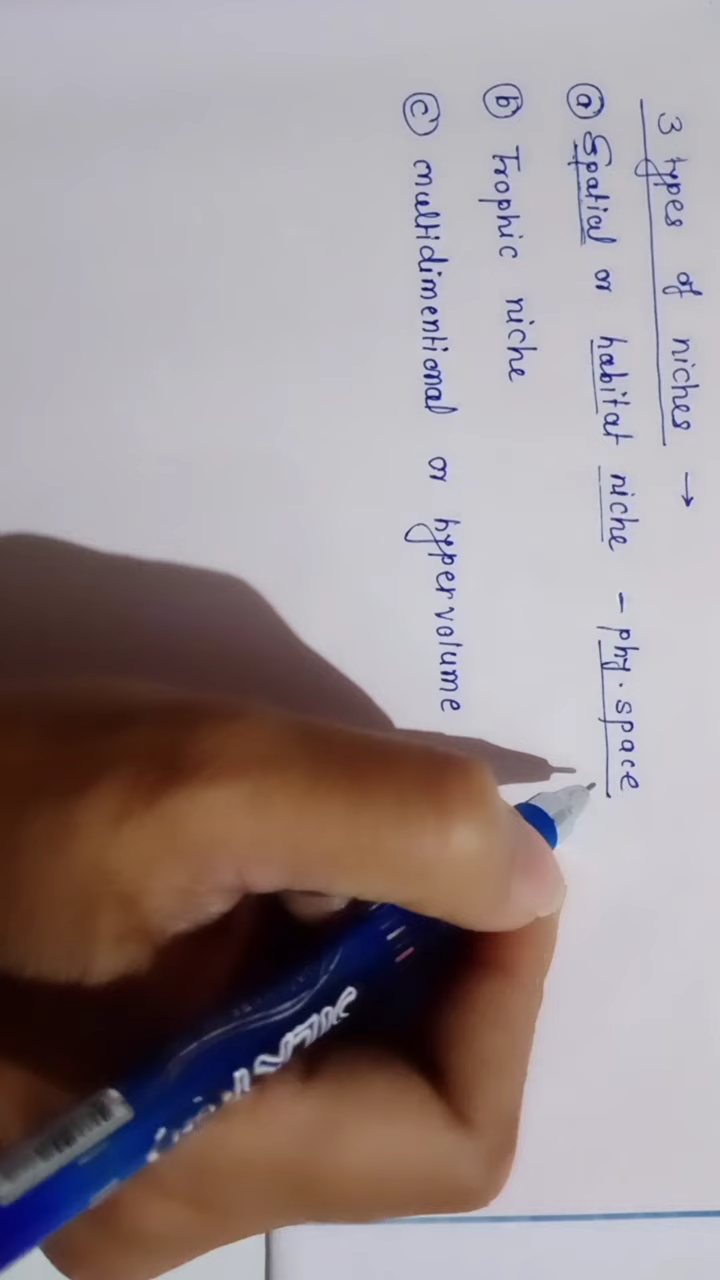 3 types of niches →
ⓐ Spatial or habitat niche - phy. space
ⓑ Trophic niche
ⓒ multidimentional or hypervolume